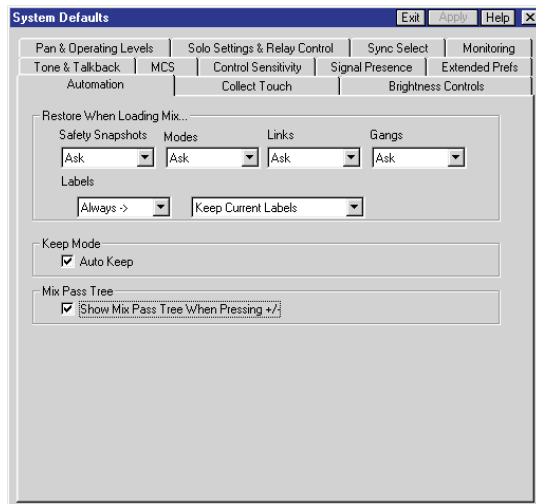 System Defaults Exit Apply Help
Pan & Operating Levels Solo Settings & Relay Control Sync Select Monitoring
Tone & Talkback MCS Control Sensitivity Signal Presence Extended Prefs
Automation Collect Touch Brightness Controls
Restore When Loading Mix...
Safety Snapshots Modes Links Gangs
Ask Ask Ask Ask
Labels
Always -> Keep Current Labels
Keep Mode
Auto Keep
Mix Pass Tree
Show Mix Pass Tree When Pressing +/-